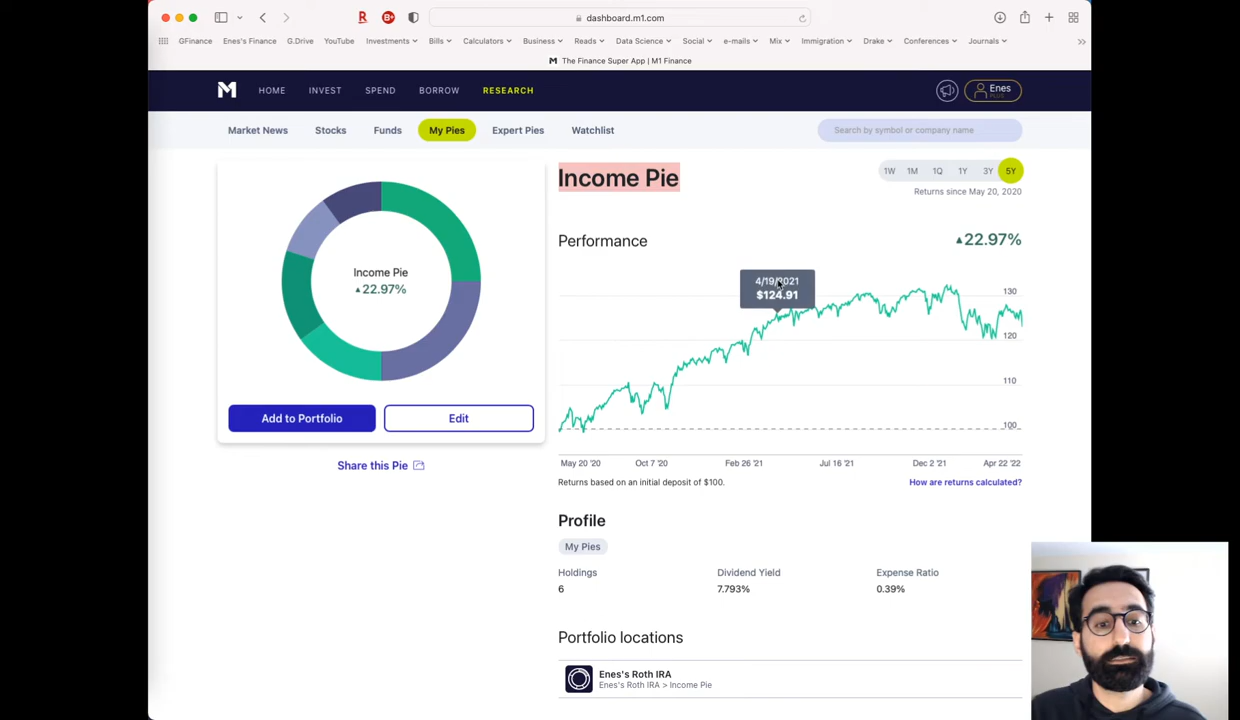 dashboard.m1.com
GFinance Enes's Finance G.Drive YouTube Investments Bills Calculators Business Reads Data Science Social e-mails Mix Immigration Drake Conferences Journals
The Finance Super App | M1 Finance
M HOME INVEST SPEND BORROW RESEARCH Enes
PLUS
Market News Stocks Funds My Pies Expert Pies Watchlist Search by symbol or company name
Income Pie
1W 1M 1Q 1Y 3Y 5Y
Returns since May 20, 2020
Performance
▲22.97%
Income Pie
▲22.97%
4/19/2021
$124.91
130
120
110
100
May 20 '20 Oct 7 '20 Feb 26 '21 Jul 16 '21 Dec 2 '21 Apr 22 '22
Returns based on an initial deposit of $100. How are returns calculated?
Add to Portfolio Edit
Share this Pie
Profile
My Pies
Holdings Dividend Yield Expense Ratio
6 7.793% 0.39%
Portfolio locations
Enes's Roth IRA
Enes's Roth IRA > Income Pie